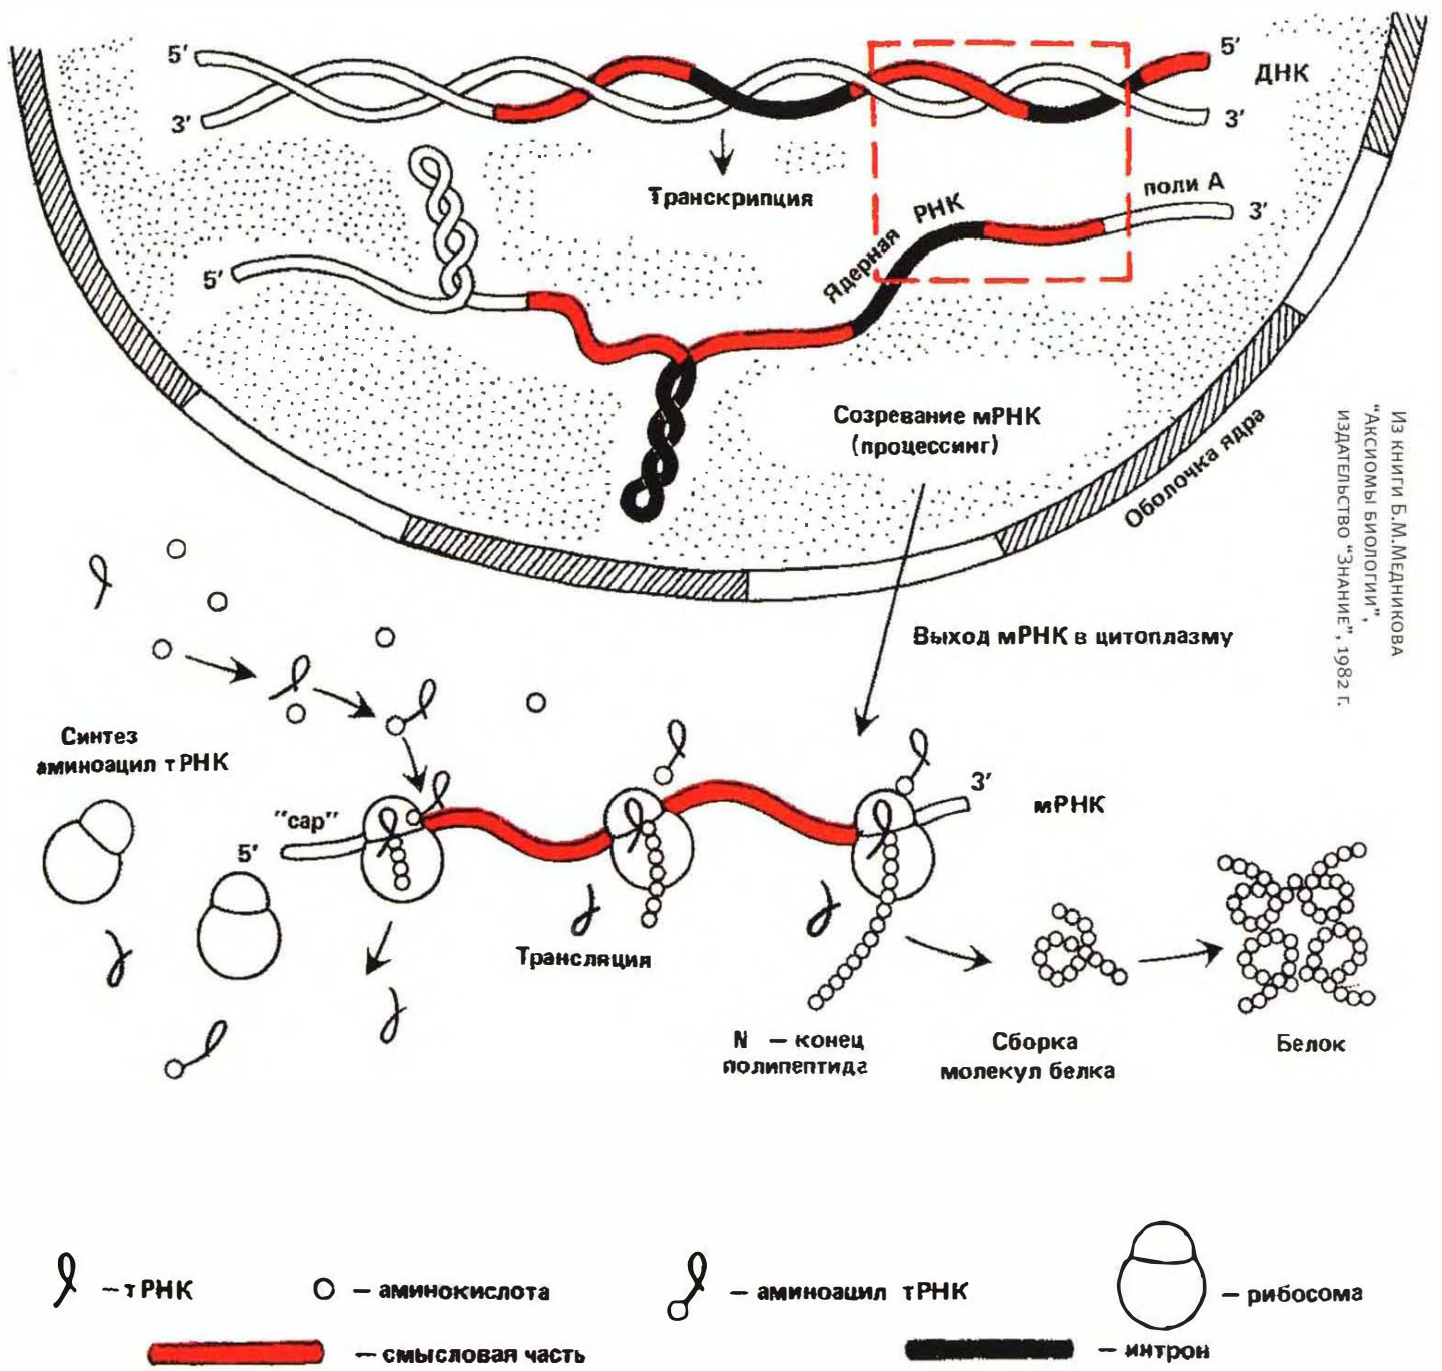 5′
5′
ДНК
3′
3′
Транскрипция
поли А
3′
Ядерная РНК
5′
Созревание мРНК
(процессинг)
Оболочка ядра
Из книги Б.М.Медникова
"Аксиомы биологии",
издательство "Знание", 1982 г.
Выход мРНК в цитоплазму
Синтез
аминоацил тРНК
"cap"
5′
3′
мРНК
Трансляция
N – конец
полипептида
Сборка
молекул белка
Белок
– тРНК
– аминокислота
– аминоацил тРНК
– рибосома
– смысловая часть
– интрон